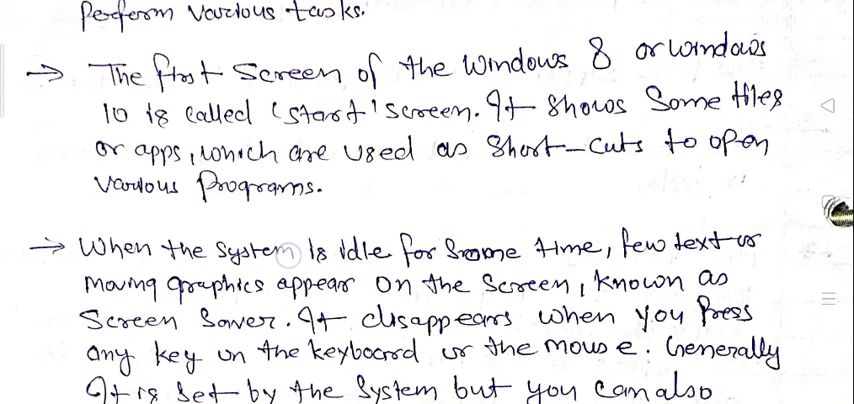 perform various tasks.
→ The first screen of the windows 8 or windows
10 is called 'start' screen. It shows some tiles
or apps, which are used as short-cuts to open
various programs.
→ When the system is idle for some time, few text or
moving graphics appear on the screen, known as
Screen Saver. It disappears when you press
any key on the keyboard or the mouse. Generally
It is set by the system but you can also